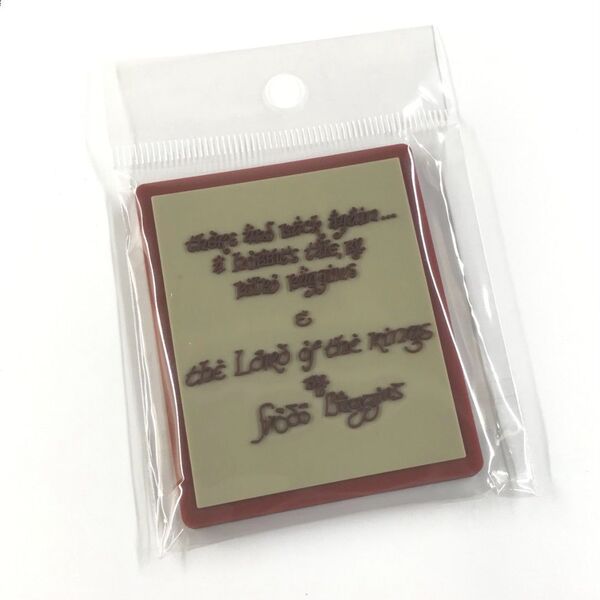 there and back again...
a hobbit's tale by
bilbo baggins
&
the Lord of the rings
by
frodo Baggins